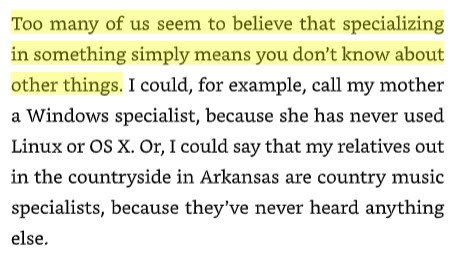 Too many of us seem to believe that specializing
in something simply means you don't know about
other things. I could, for example, call my mother
a Windows specialist, because she has never used
Linux or OS X. Or, I could say that my relatives out
in the countryside in Arkansas are country music
specialists, because they've never heard anything
else.